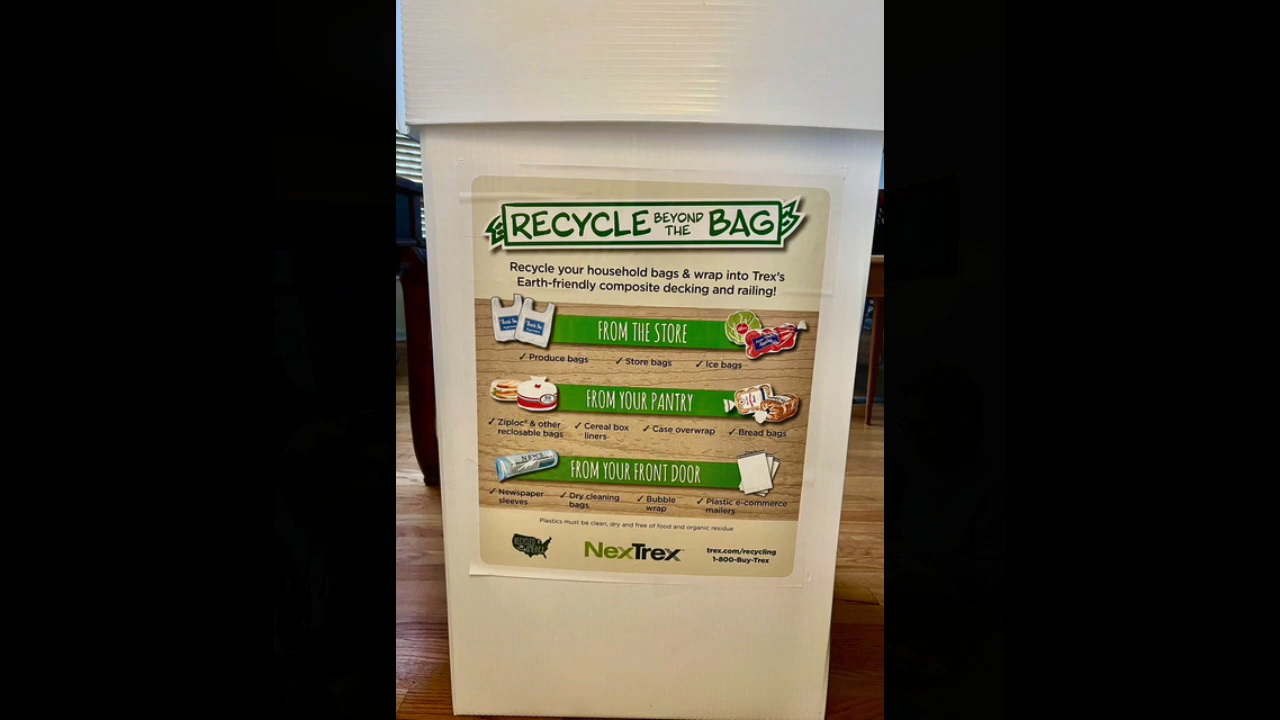 RECYCLE BEYOND THE BAG
Recycle your household bags & wrap into Trex's
Earth-friendly composite decking and railing!
FROM THE STORE
✓ Produce bags ✓ Store bags ✓ Ice bags
FROM YOUR PANTRY
✓ Ziploc® & other reclosable bags ✓ Cereal box liners ✓ Case overwrap ✓ Bread bags
NEWS
FROM YOUR FRONT DOOR
✓ Newspaper sleeves ✓ Dry cleaning bags ✓ Bubble wrap ✓ Plastic e-commerce mailers
Plastics must be clean, dry and free of food and organic residue
NexTrex
trex.com/recycling
1-800-Buy-Trex